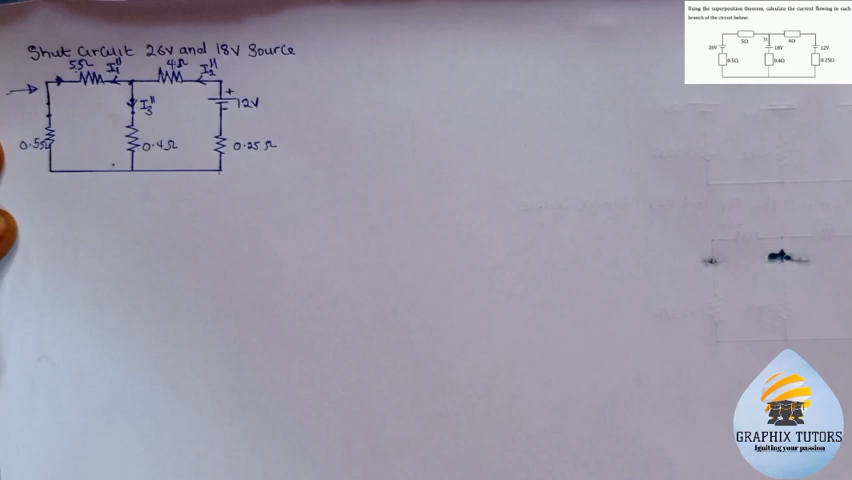 Using the superposition theorem, calculate the current flowing in each
branch of the circuit below:
5Ω 4Ω
26V 18V 12V
0.5Ω 0.4Ω 0.25Ω
Shut Circuit 26V and 18V Source
5Ω I₁" 4Ω I₂"
+
I₃" 12V
0.5Ω 0.4Ω 0.25Ω
GRAPHIX TUTORS
Igniting your passion